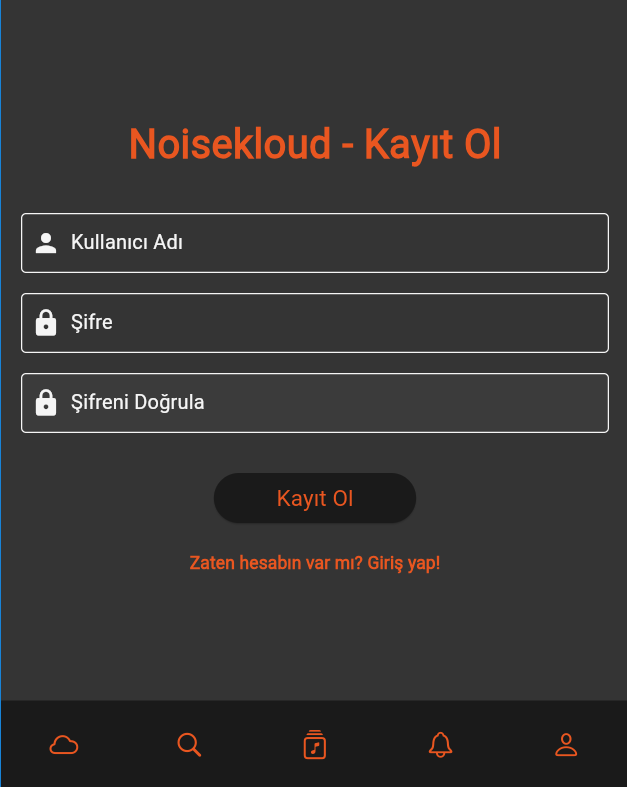 Noisekloud - Kayıt Ol
Kullanıcı Adı
Şifre
Şifreni Doğrula
Kayıt Ol
Zaten hesabın var mı? Giriş yap!